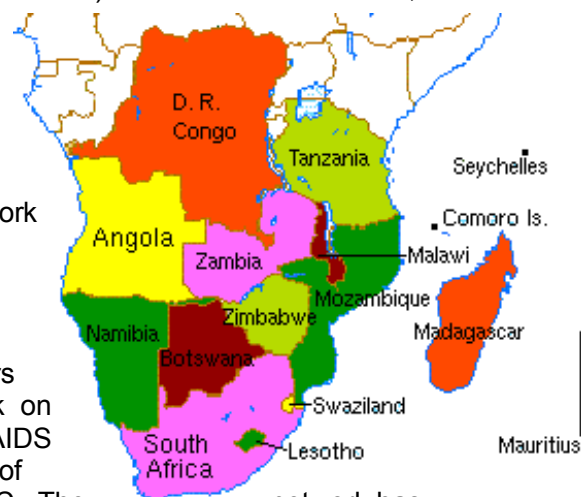 D. R.
Congo
Tanzania
Seychelles
ork
Comoro Is.
Angola
Zambia
Malawi
Mozambique
Namibia
Zimbabwe
Madagascar
Botswana
rs
k on
Swaziland
AIDS
South
Africa
Lesotho
Mauritius
of